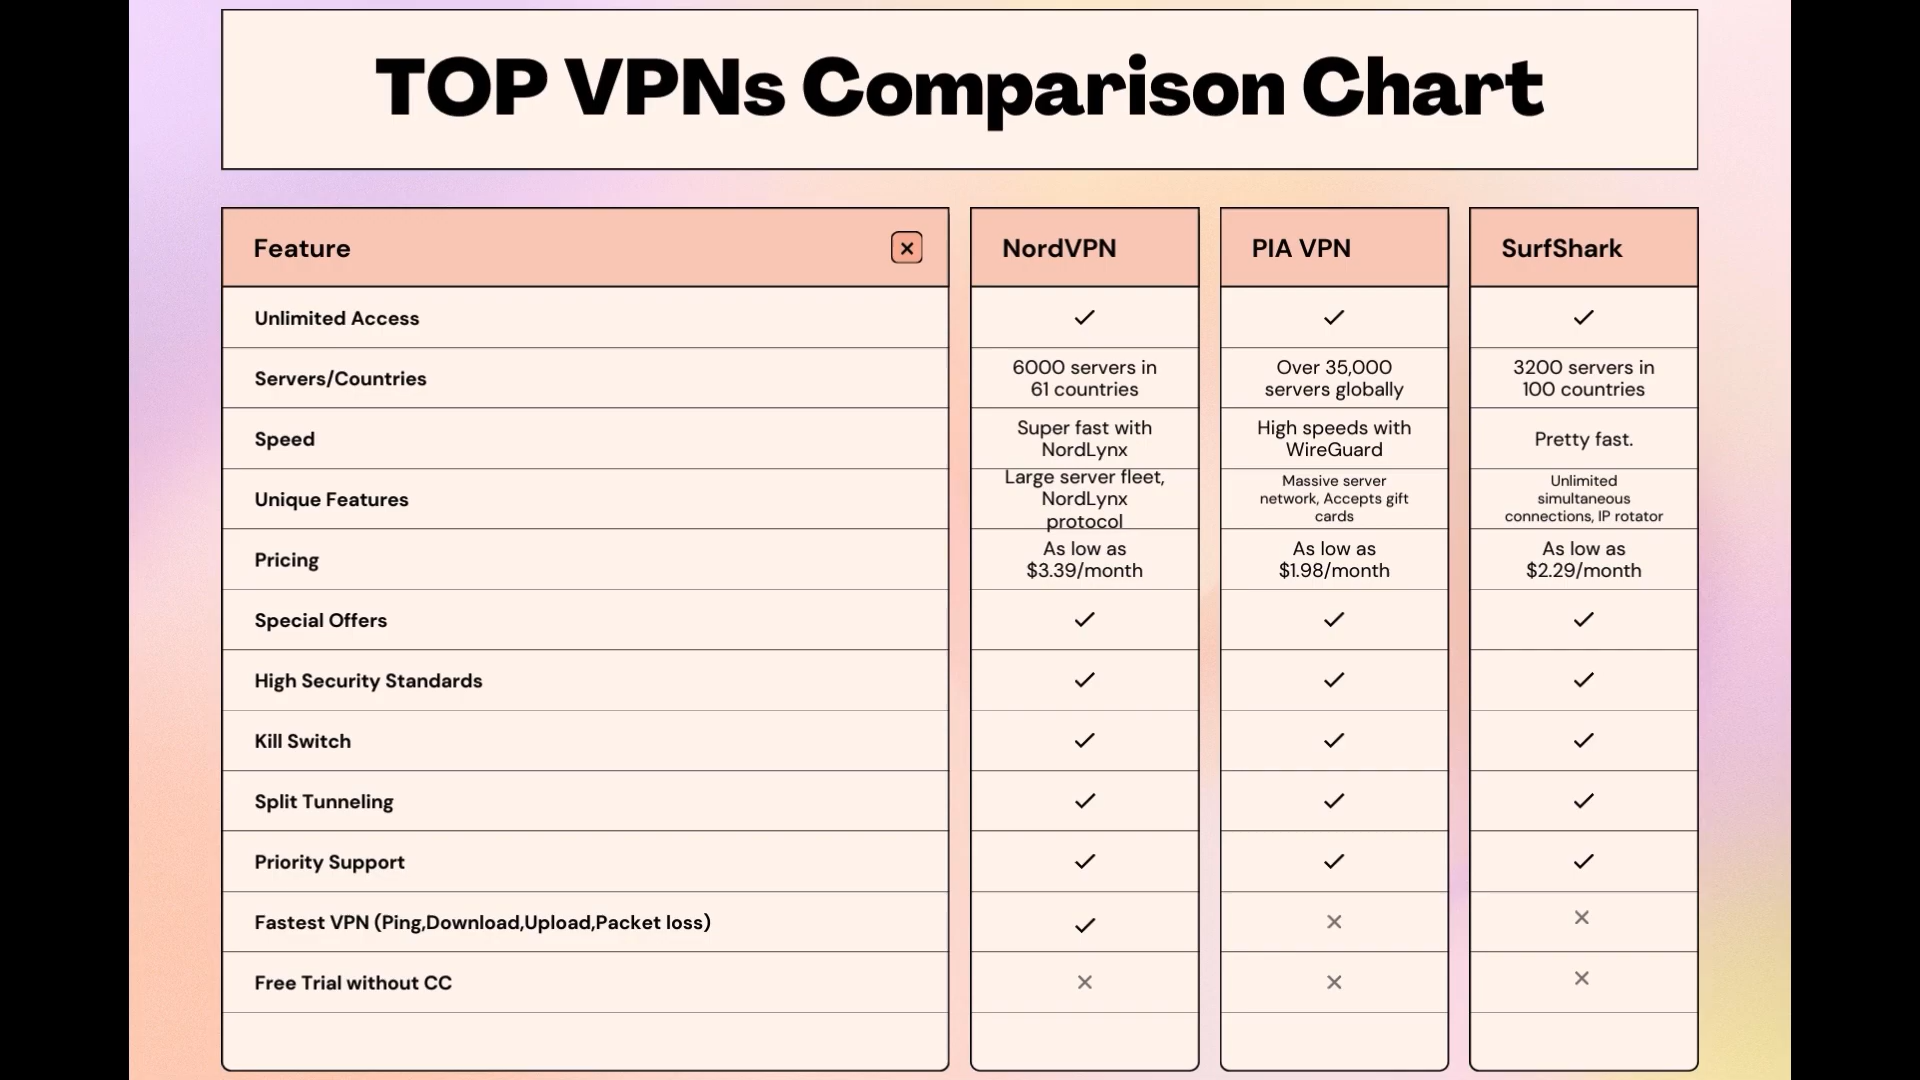 TOP VPNs Comparison Chart
Feature
NordVPN
PIA VPN
SurfShark
Unlimited Access
Servers/Countries
6000 servers in
61 countries
Over 35,000
servers globally
3200 servers in
100 countries
Speed
Super fast with
NordLynx
High speeds with
WireGuard
Pretty fast.
Unique Features
Large server fleet,
NordLynx
protocol
Massive server
network, Accepts gift
cards
Unlimited
simultaneous
connections, IP rotator
Pricing
As low as
$3.39/month
As low as
$1.98/month
As low as
$2.29/month
Special Offers
High Security Standards
Kill Switch
Split Tunneling
Priority Support
Fastest VPN (Ping,Download,Upload,Packet loss)
Free Trial without CC